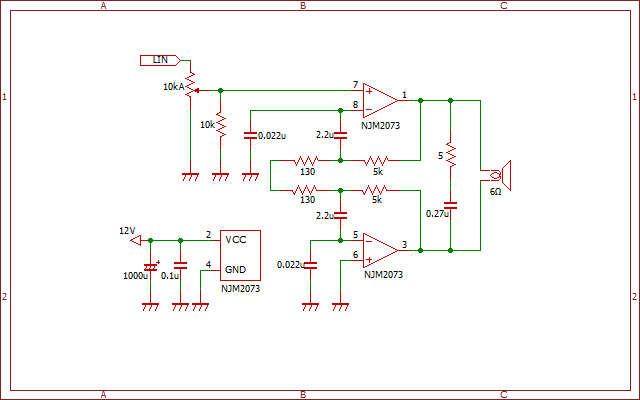 A B C
LIN
10kA
7
1
8
1 1
10k
0.022u
2.2u
NJM2073
5
130
5k
6Ω
130
5k
2.2u
0.27u
12V
2
VCC
5
3
4
GND
0.022u
6
1000u
0.1u
NJM2073
NJM2073
2 2
A B C